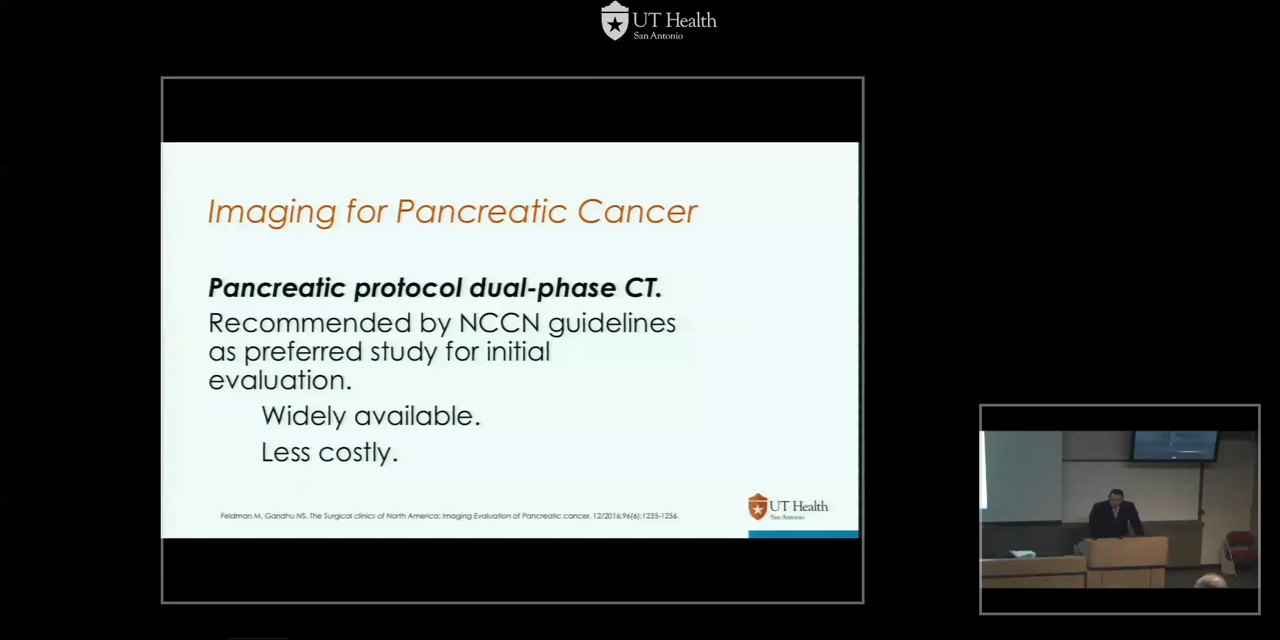 UT Health
San Antonio
Imaging for Pancreatic Cancer
Pancreatic protocol dual-phase CT.
Recommended by NCCN guidelines
as preferred study for initial
evaluation.
Widely available.
Less costly.
Feldman M, Gandhu NS. The Surgical clinics of North America: Imaging Evaluation of Pancreatic cancer. 12/2016;96(6):1235-1256.
UT Health
San Antonio